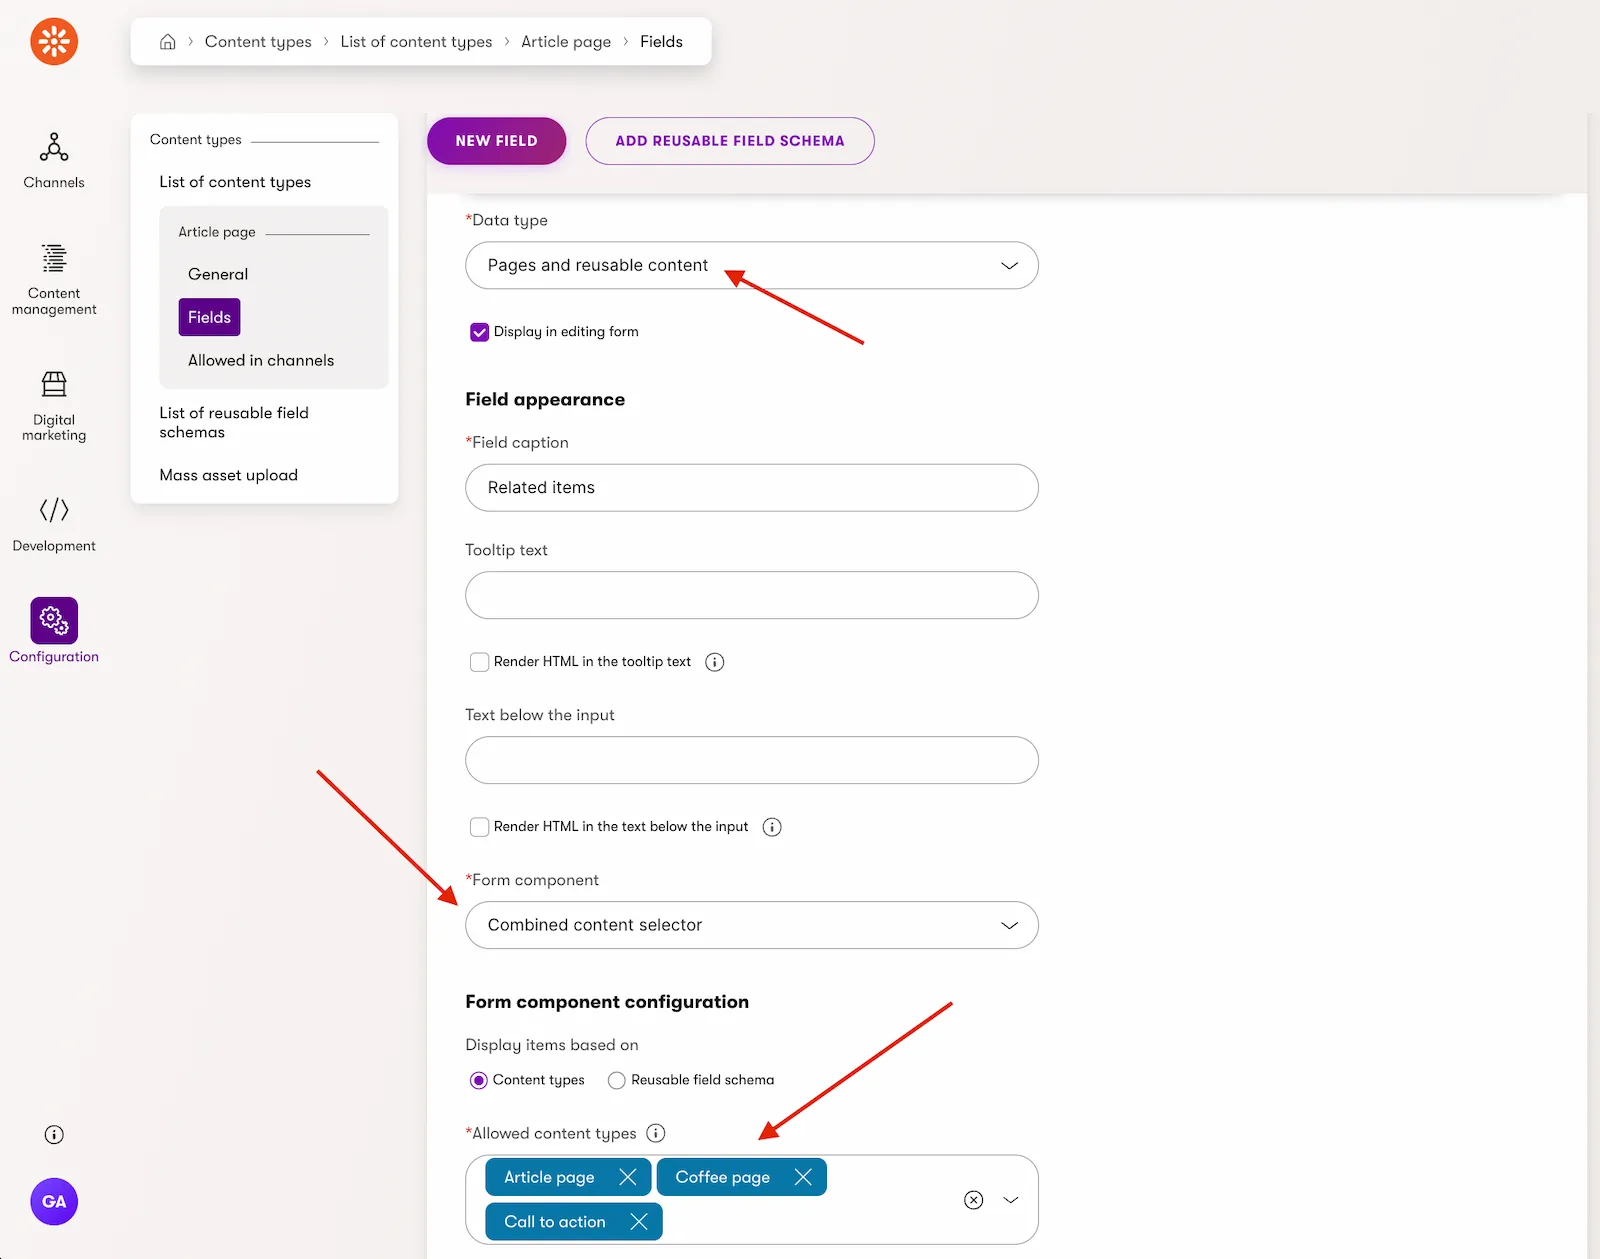 Content types › List of content types › Article page › Fields
Channels
Content
management
Digital
marketing
Development
Configuration
GA
Content types
List of content types
Article page
General
Fields
Allowed in channels
List of reusable field
schemas
Mass asset upload
NEW FIELD
ADD REUSABLE FIELD SCHEMA
*Data type
Pages and reusable content
Display in editing form
Field appearance
*Field caption
Related items
Tooltip text
Render HTML in the tooltip text
Text below the input
Render HTML in the text below the input
*Form component
Combined content selector
Form component configuration
Display items based on
Content types Reusable field schema
*Allowed content types
Article page Coffee page
Call to action